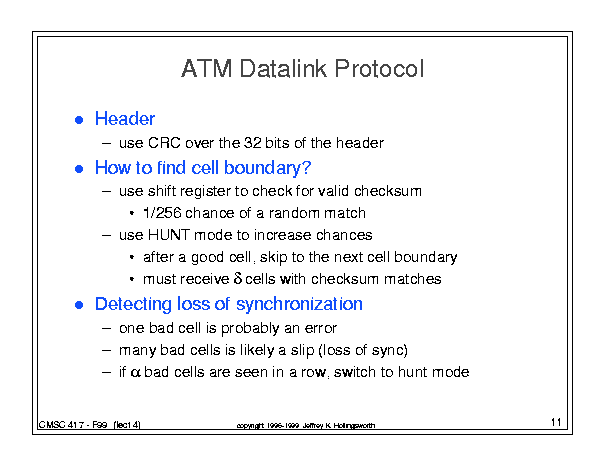 ATM Datalink Protocol
● Header
– use CRC over the 32 bits of the header
● How to find cell boundary?
– use shift register to check for valid checksum
• 1/256 chance of a random match
– use HUNT mode to increase chances
• after a good cell, skip to the next cell boundary
• must receive δ cells with checksum matches
● Detecting loss of synchronization
– one bad cell is probably an error
– many bad cells is likely a slip (loss of sync)
– if α bad cells are seen in a row, switch to hunt mode
CMSC 417 - F99 (lect 4)
copyright 1996-1999 Jeffrey K. Hollingsworth
11